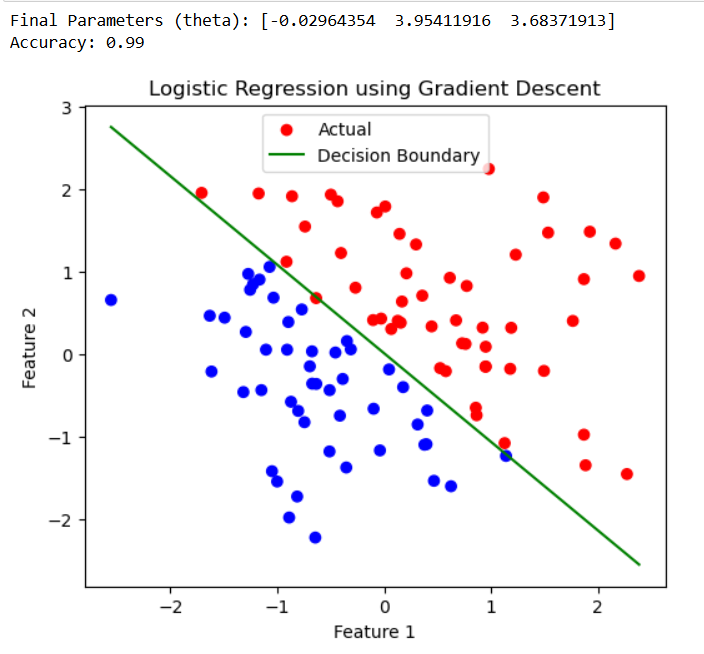 Final Parameters (theta): [-0.02964354  3.95411916  3.68371913]
Accuracy: 0.99
Logistic Regression using Gradient Descent
Actual
Decision Boundary
3
2
1
0
−1
−2
Feature 2
−2 −1 0 1 2
Feature 1